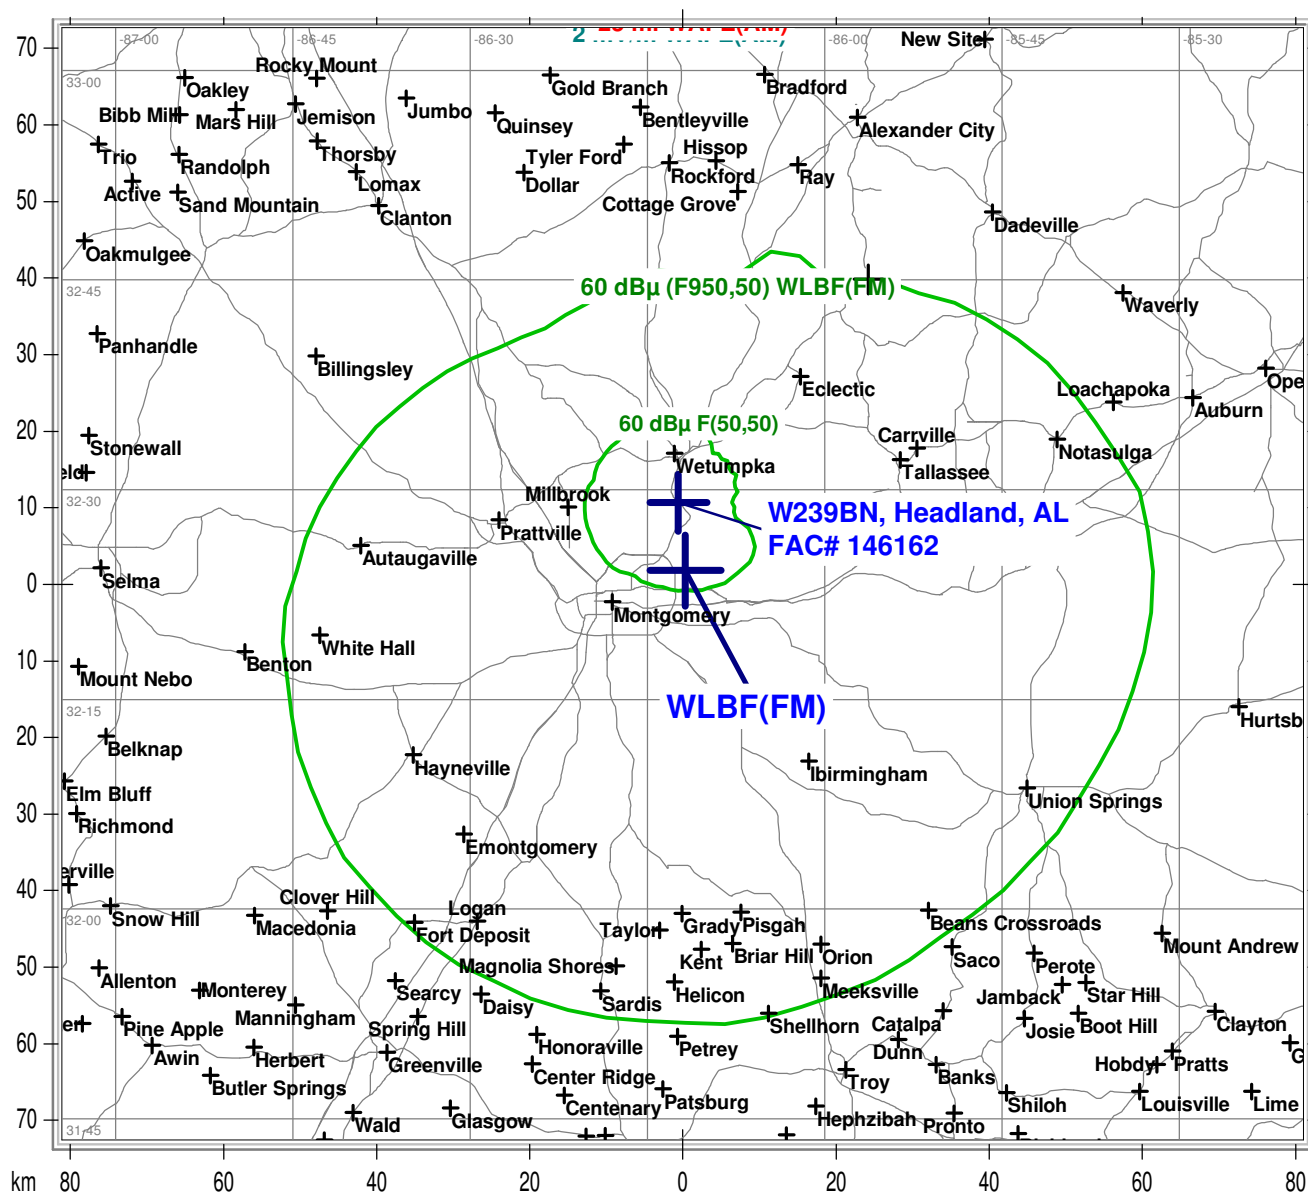 70
-87-00
-86-45
-86-30
-86-00
New Site
-85-45
-85-30
33-00
Rocky Mount
Oakley
Gold Branch
Bradford
Bibb Mill
Mars Hill
Jemison
Jumbo
Quinsey
Bentleyville
60
Alexander City
Trio
Thorsby
Tyler Ford
Hissop
Randolph
Lomax
Dollar
Rockford
Ray
Active
50
Sand Mountain
Clanton
Cottage Grove
Dadeville
Oakmulgee
40
32-45
60 dBµ (F950,50) WLBF(FM)
Waverly
Panhandle
30
Billingsley
Eclectic
Loachapoka
Ope
Auburn
20
60 dBµ F(50,50)
Stonewall
Carrville
Notasulga
eld
Wetumpka
Tallassee
32-30
Millbrook
10
W239BN, Headland, AL
FAC# 146162
Prattville
Autaugaville
0
Selma
Montgomery
White Hall
10
Benton
Mount Nebo
32-15
WLBF(FM)
Hurtsb
20
Belknap
Hayneville
Ibirmingham
Elm Bluff
Union Springs
30
Richmond
Emontgomery
erville
40
Clover Hill
Logan
32-00
Snow Hill
Macedonia
Fort Deposit
Taylor
Grady
Pisgah
Beans Crossroads
Mount Andrew
50
Magnolia Shores
Kent
Briar Hill
Orion
Saco
Perote
Allenton
Monterey
Searcy
Daisy
Sardis
Helicon
Meeksville
Jamback
Star Hill
er
Pine Apple
Manningham
Spring Hill
Shellhorn
Catalpa
Josie
Boot Hill
Clayton
60
Awin
Herbert
Greenville
Honoraville
Petrey
Dunn
Hobdy
Pratts
G
Butler Springs
Center Ridge
Troy
Banks
Centenary
Patsburg
Shiloh
Louisville
Lime
70
31-45
Wald
Glasgow
Hephzibah
Pronto
km
80
60
40
20
0
20
40
60
80